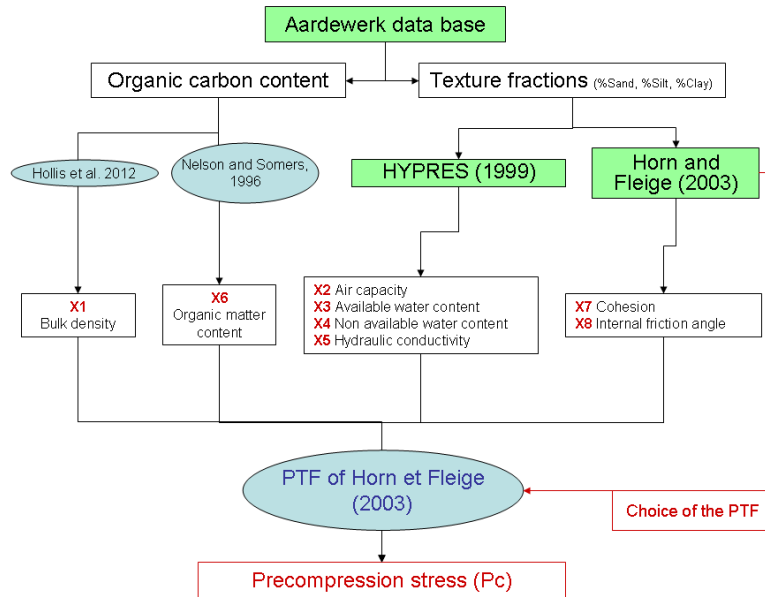 Aardewerk data base
Organic carbon content
Texture fractions (%Sand, %Silt, %Clay)
Hollis et al. 2012
Nelson and Somers,
1996
HYPRES (1999)
Horn and
Fleige (2003)
X1
Bulk density
X6
Organic matter
content
X2 Air capacity
X3 Available water content
X4 Non available water content
X5 Hydraulic conductivity
X7 Cohesion
X8 Internal friction angle
PTF of Horn et Fleige
(2003)
Choice of the PTF
Precompression stress (Pc)